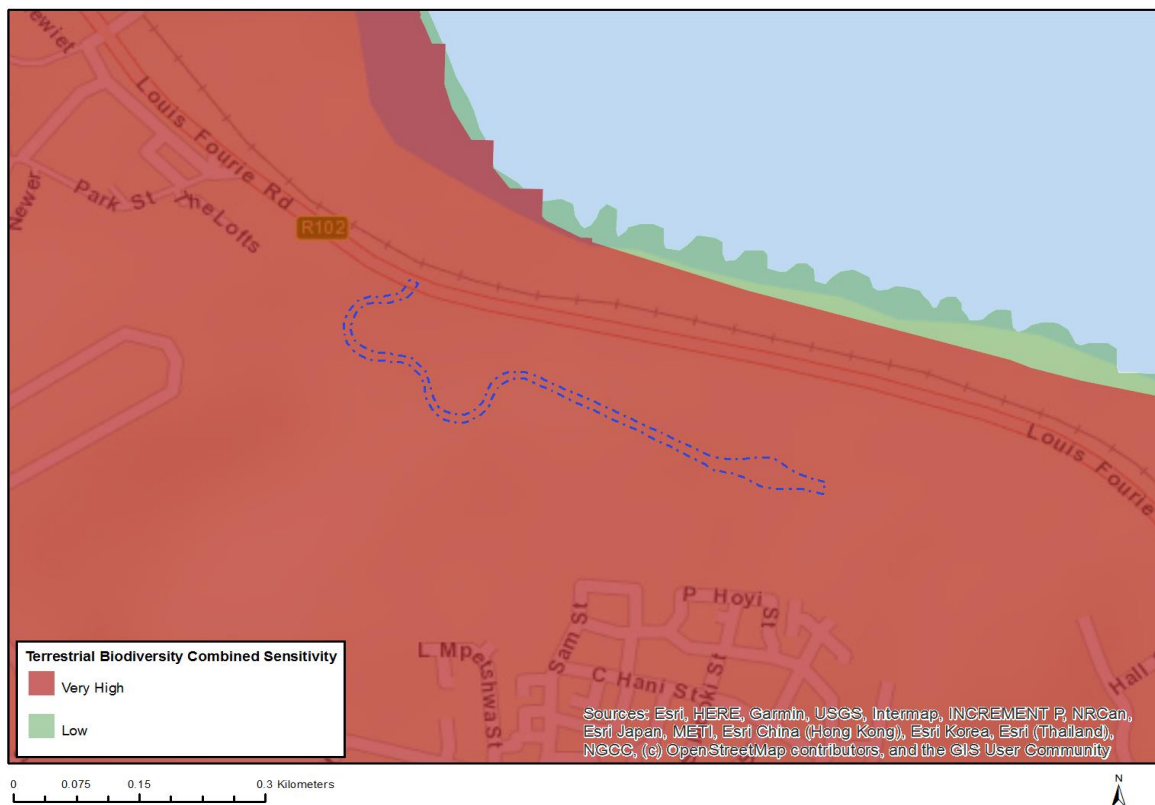 Louis Fourie Rd
Park St
TheLofts
Newer
R102
Louis Fourie
P Hoyi St
Sam St
L Mpetshwa St
C Hani St
Terrestrial Biodiversity Combined Sensitivity
Very High
Low
Sources: Esri, HERE, Garmin, USGS, Intermap, INCREMENT P, NRCan,
Esri Japan, METI, Esri China (Hong Kong), Esri Korea, Esri (Thailand),
NGCC, (c) OpenStreetMap contributors, and the GIS User Community
0 0.075 0.15 0.3 Kilometers
N